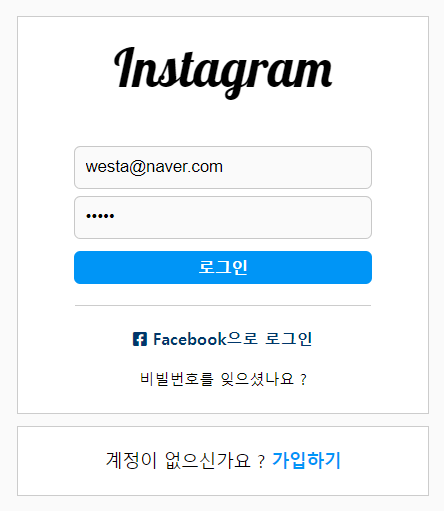 Instagram
westa@naver.com
•••••
로그인
Facebook으로 로그인
비빌번호를 잊으셨나요 ?
계정이 없으신가요 ? 가입하기